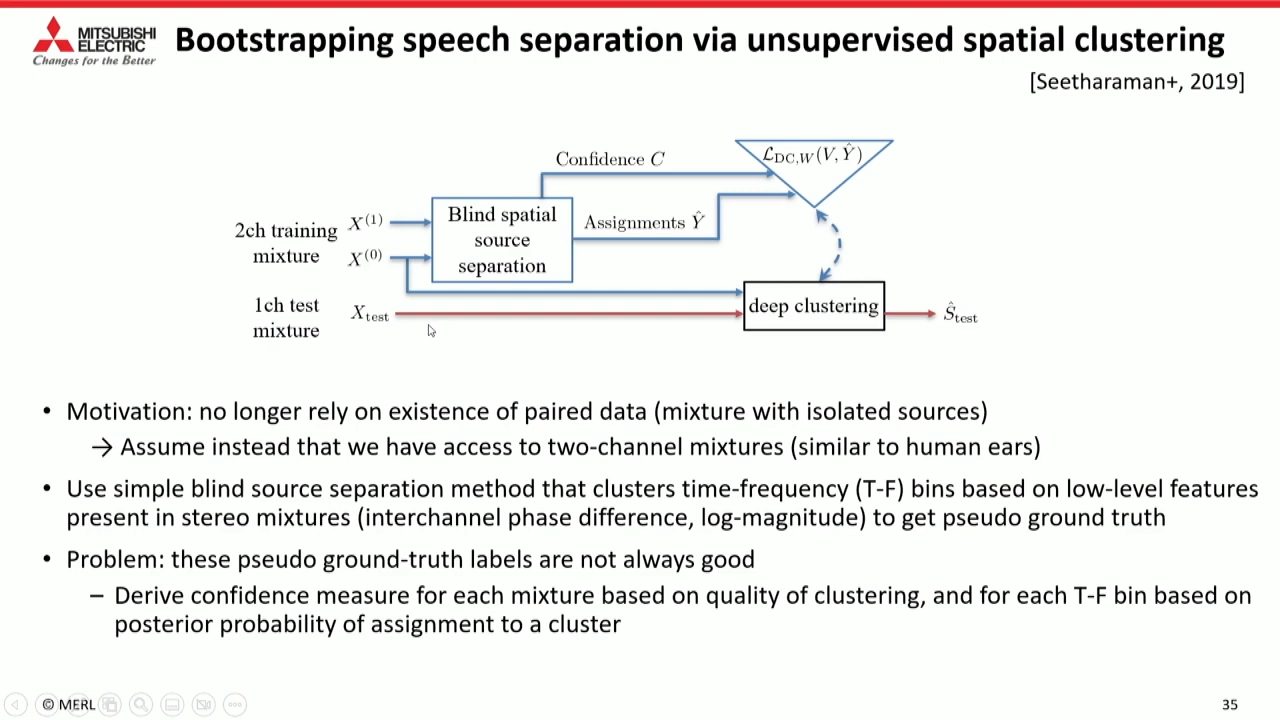 MITSUBISHI
ELECTRIC
Changes for the Better
Bootstrapping speech separation via unsupervised spatial clustering
[Seetharaman+, 2019]
Confidence C
ℒ_DC,W(V, Ŷ)
2ch training
mixture
X^(1)
X^(0)
Blind spatial
source
separation
Assignments Ŷ
1ch test
mixture
X_test
deep clustering
Ŝ_test
• Motivation: no longer rely on existence of paired data (mixture with isolated sources)
→ Assume instead that we have access to two-channel mixtures (similar to human ears)
• Use simple blind source separation method that clusters time-frequency (T-F) bins based on low-level features
present in stereo mixtures (interchannel phase difference, log-magnitude) to get pseudo ground truth
• Problem: these pseudo ground-truth labels are not always good
– Derive confidence measure for each mixture based on quality of clustering, and for each T-F bin based on
posterior probability of assignment to a cluster
© MERL
35